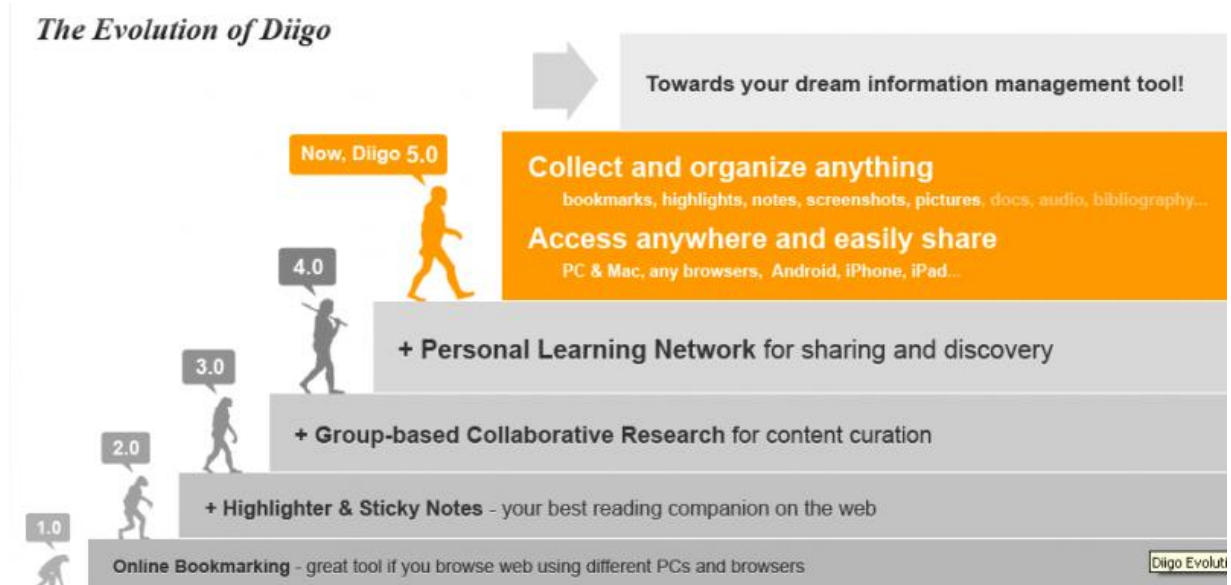 The Evolution of Diigo
Towards your dream information management tool!
Now, Diigo 5.0
Collect and organize anything
bookmarks, highlights, notes, screenshots, pictures, docs, audio, bibliography...
Access anywhere and easily share
PC & Mac, any browsers, Android, iPhone, iPad...
4.0
+ Personal Learning Network for sharing and discovery
3.0
+ Group-based Collaborative Research for content curation
2.0
+ Highlighter & Sticky Notes - your best reading companion on the web
1.0
Online Bookmarking - great tool if you browse web using different PCs and browsers
Diigo Evoluti